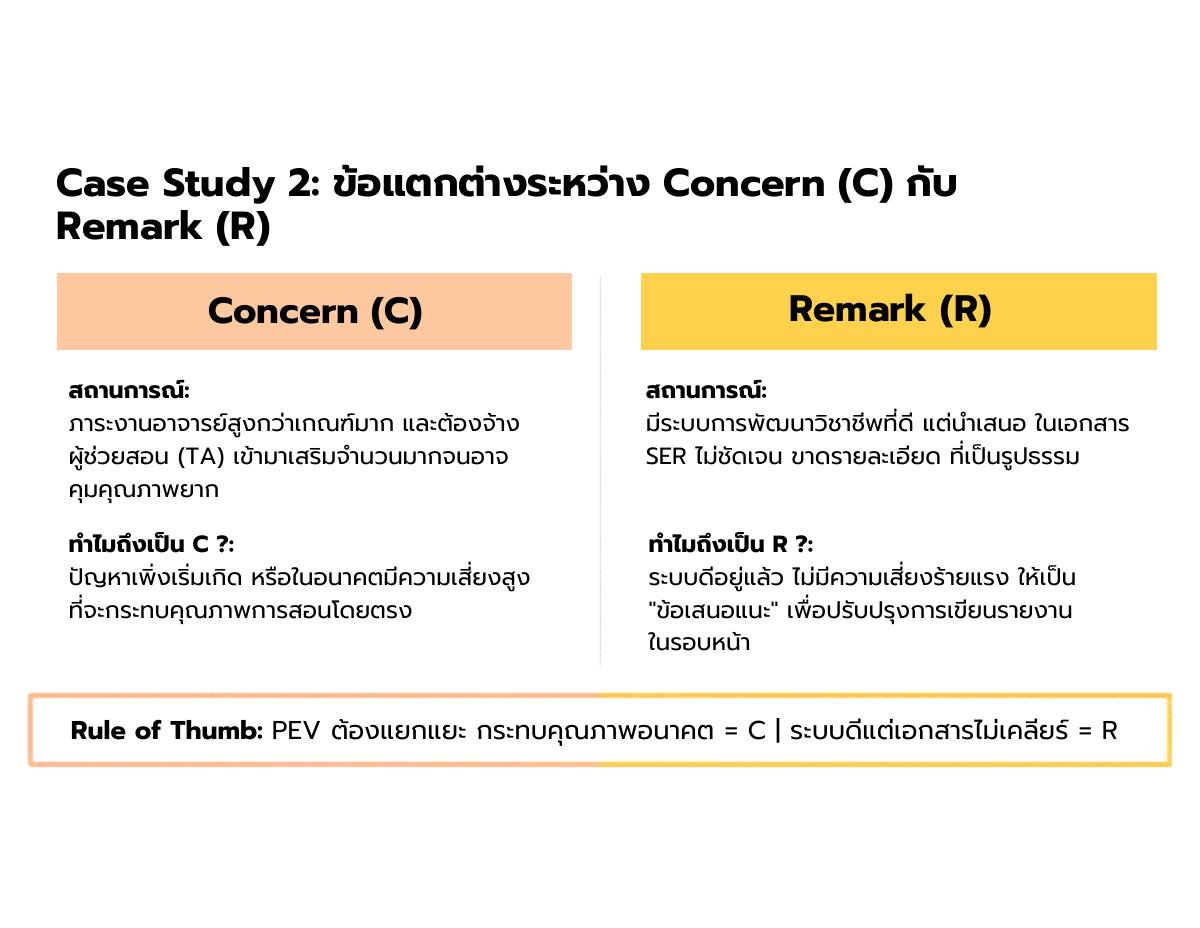 Case Study 2: ข้อแตกต่างระหว่าง Concern (C) กับ
Remark (R)
Concern (C)
สถานการณ์:
ภาระงานอาจารย์สูงกว่าเกณฑ์มาก และต้องจ้าง
ผู้ช่วยสอน (TA) เข้ามาเสริมจำนวนมากจนอาจ
คุมคุณภาพยาก
ทำไมถึงเป็น C ?:
ปัญหาเพิ่งเริ่มเกิด หรือในอนาคตมีความเสี่ยงสูง
ที่จะกระทบคุณภาพการสอนโดยตรง
Remark (R)
สถานการณ์:
มีระบบการพัฒนาวิชาชีพที่ดี แต่นำเสนอ ในเอกสาร
SER ไม่ชัดเจน ขาดรายละเอียด ที่เป็นรูปธรรม
ทำไมถึงเป็น R ?:
ระบบดีอยู่แล้ว ไม่มีความเสี่ยงร้ายแรง ให้เป็น
"ข้อเสนอแนะ" เพื่อปรับปรุงการเขียนรายงาน
ในรอบหน้า
Rule of Thumb: PEV ต้องแยกแยะ กระทบคุณภาพอนาคต = C | ระบบดีแต่เอกสารไม่เคลียร์ = R